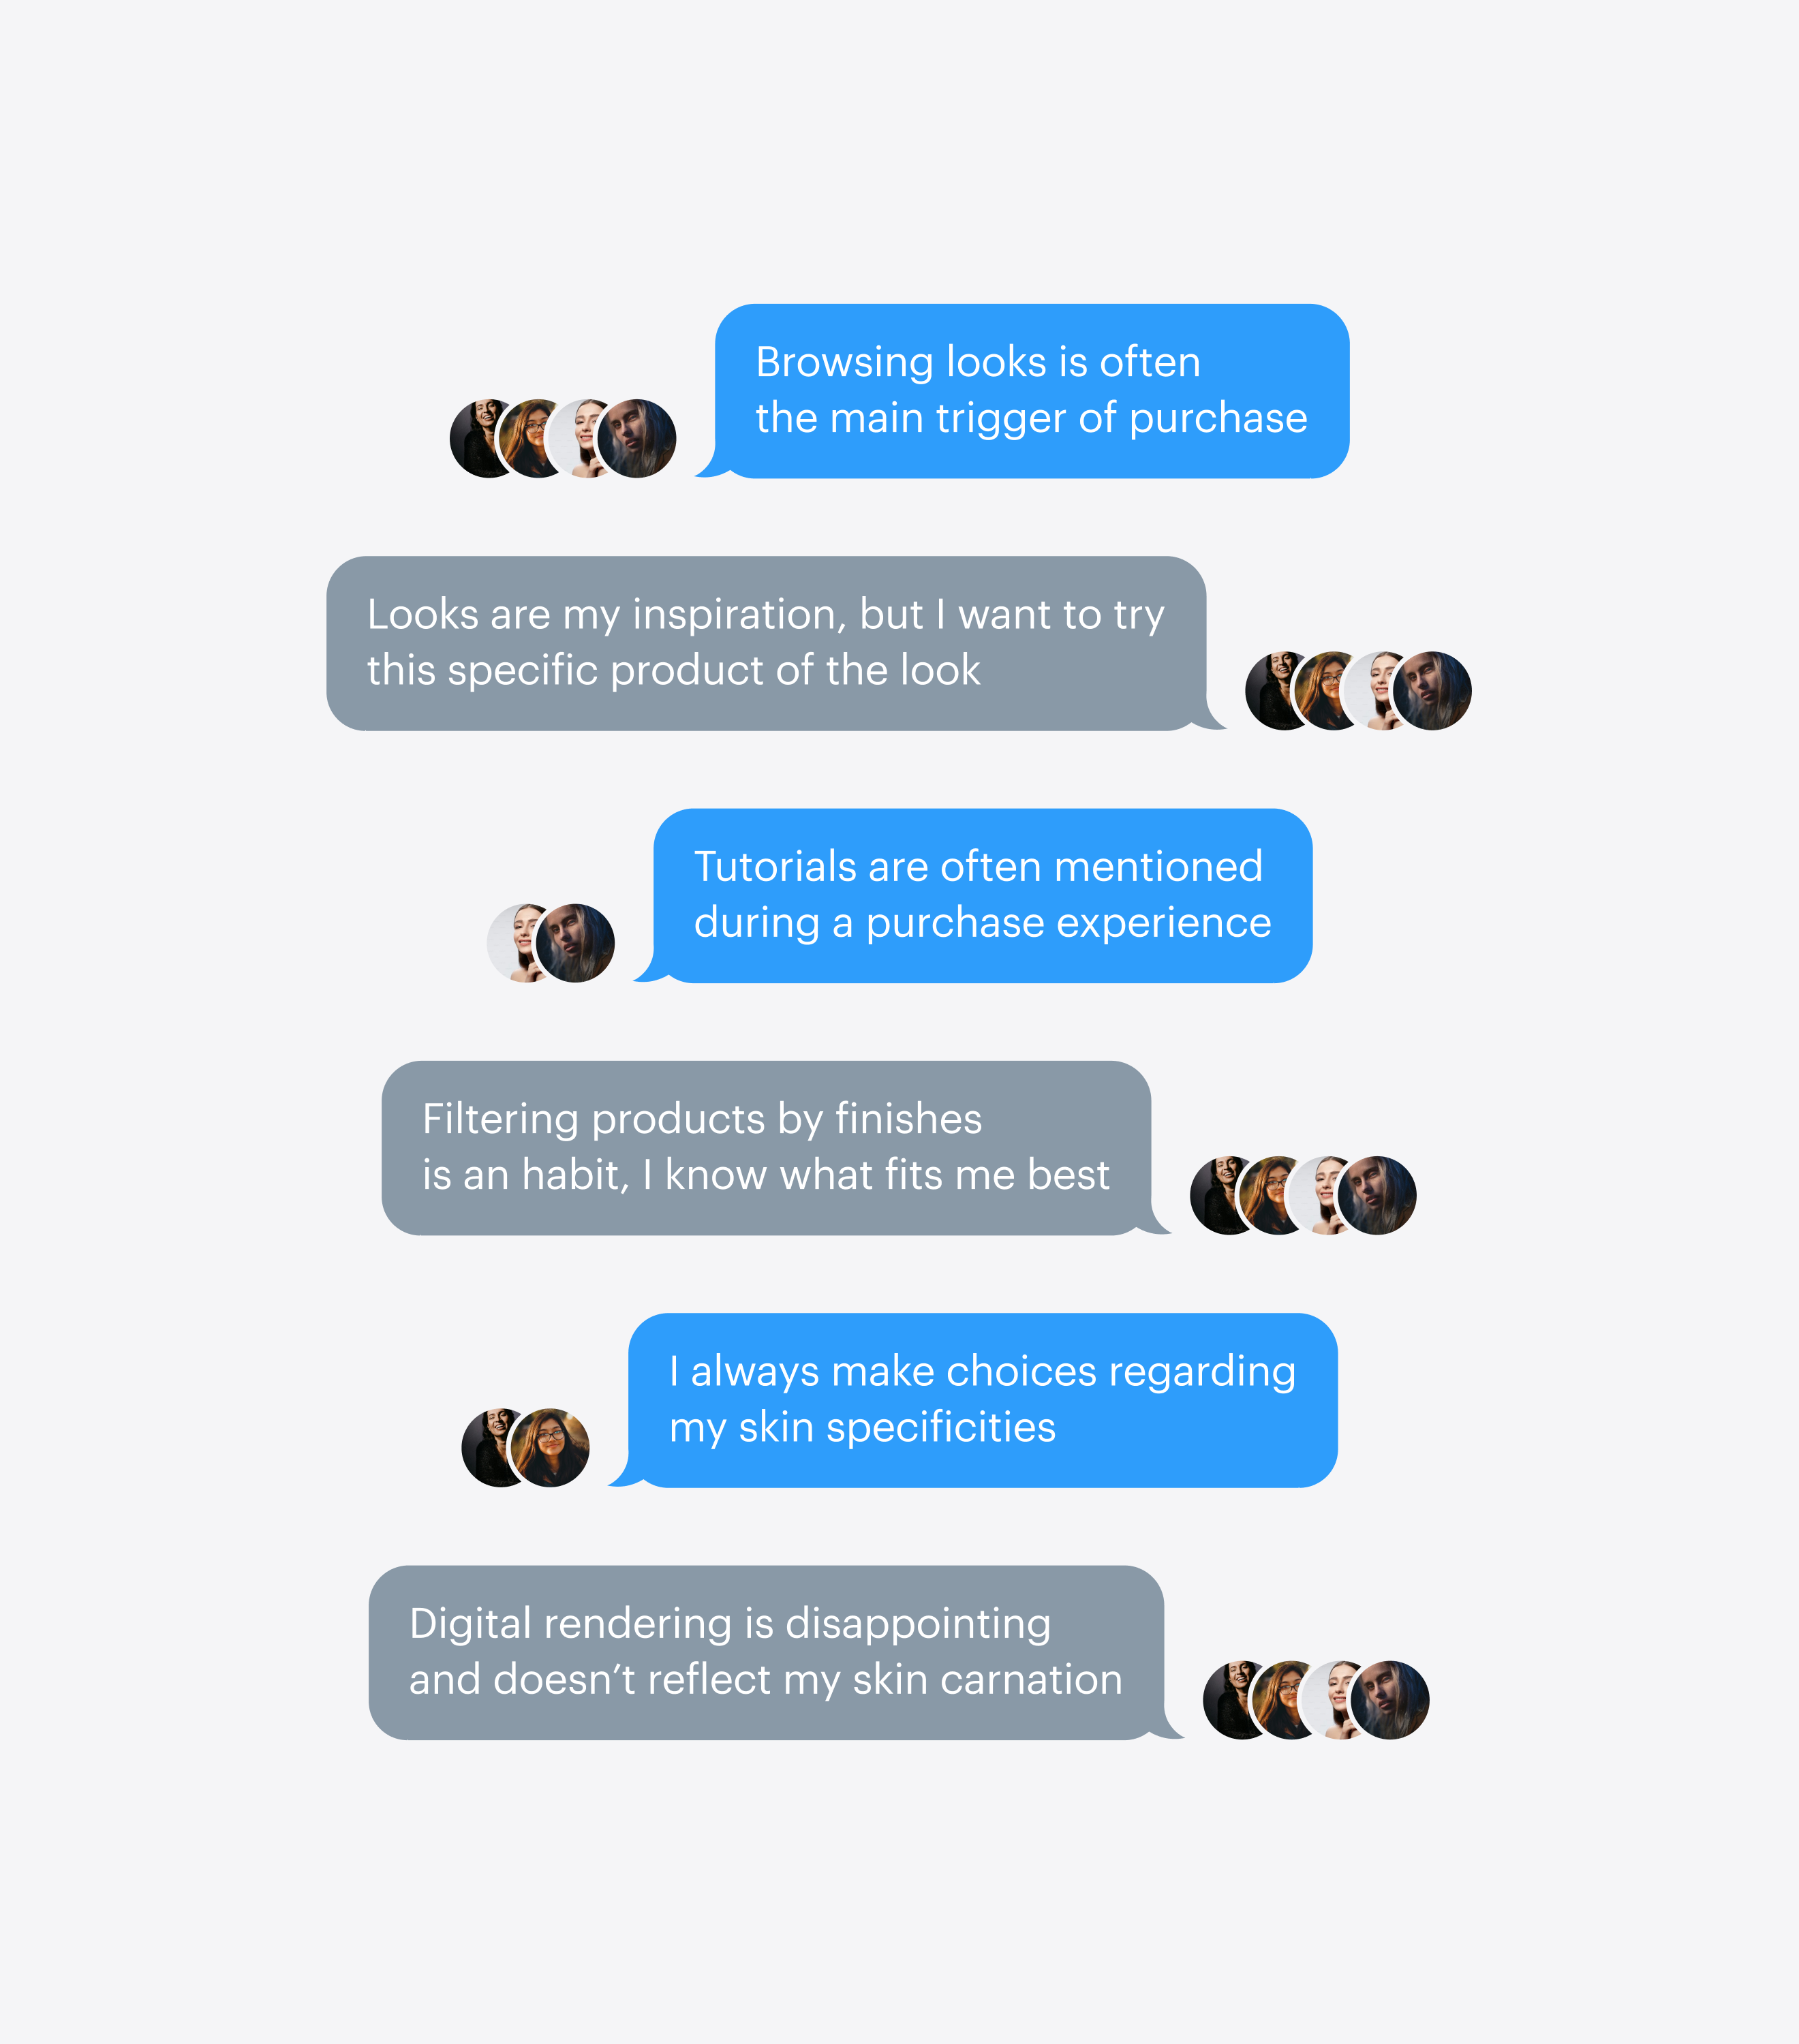 Browsing looks is often
the main trigger of purchase
Looks are my inspiration, but I want to try
this specific product of the look
Tutorials are often mentioned
during a purchase experience
Filtering products by finishes
is an habit, I know what fits me best
I always make choices regarding
my skin specificities
Digital rendering is disappointing
and doesn’t reflect my skin carnation